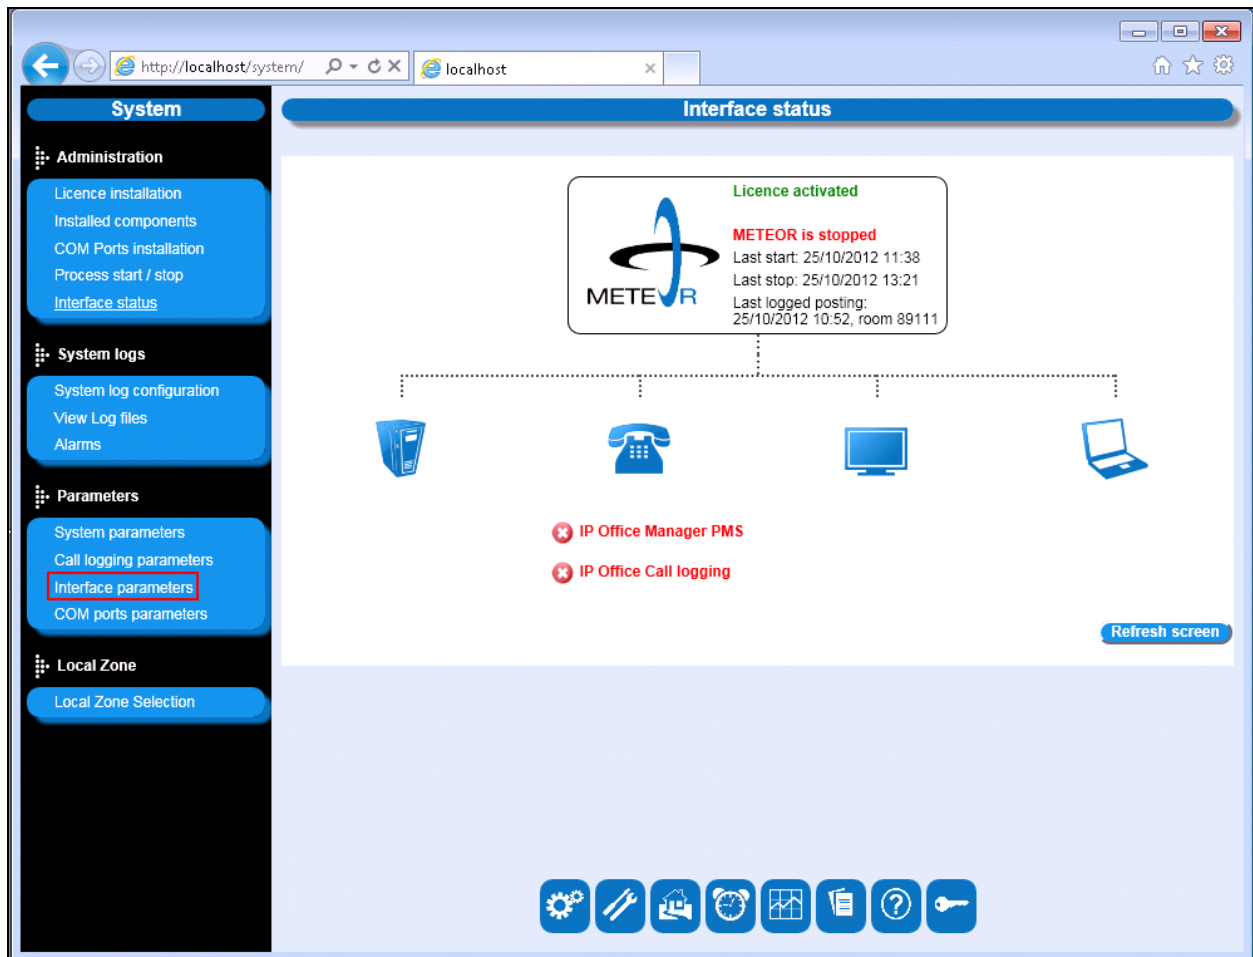 http://localhost/system/
localhost
System
Interface status
Administration
Licence installation
Installed components
COM Ports installation
Process start / stop
Interface status
System logs
System log configuration
View Log files
Alarms
Parameters
System parameters
Call logging parameters
Interface parameters
COM ports parameters
Local Zone
Local Zone Selection
METEOR
Licence activated
METEOR is stopped
Last start: 25/10/2012 11:38
Last stop: 25/10/2012 13:21
Last logged posting:
25/10/2012 10:52, room 89111
IP Office Manager PMS
IP Office Call logging
Refresh screen